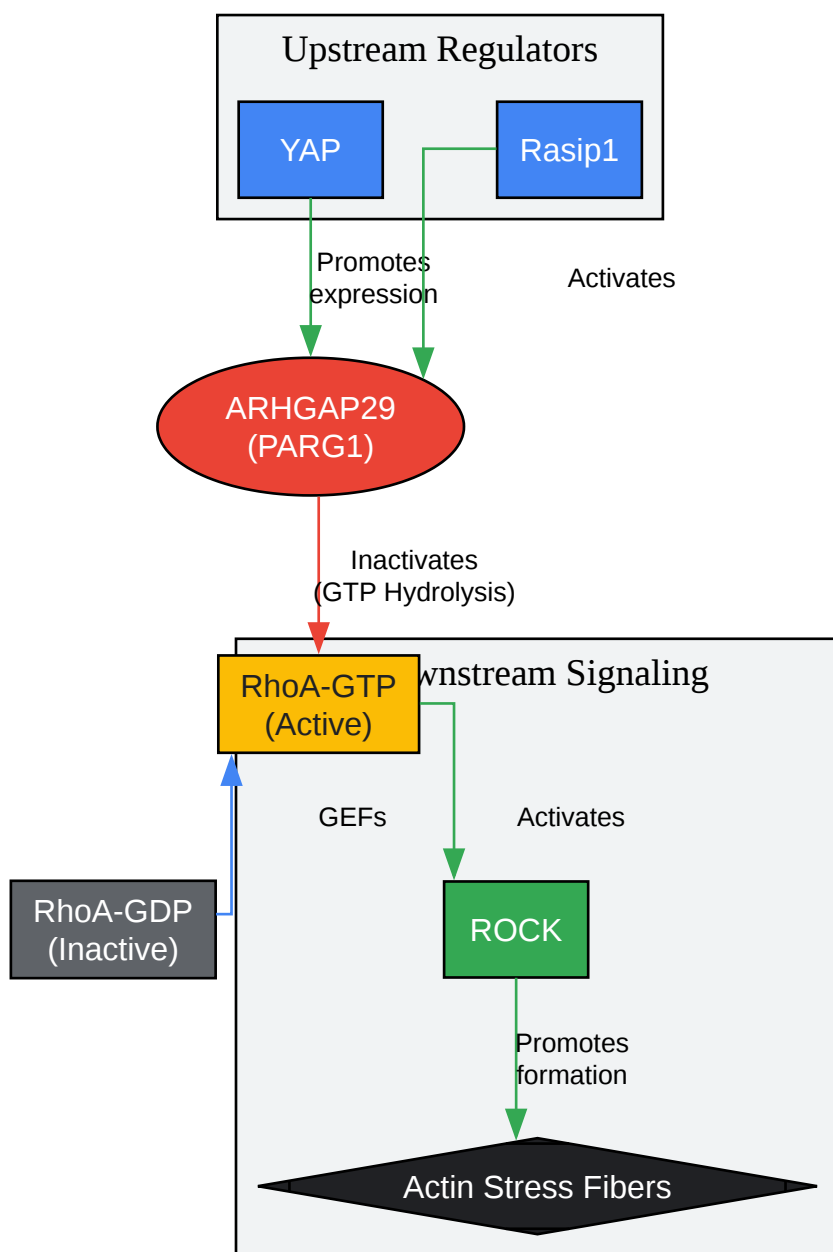 Upstream Regulators
YAP
Rasip1
Promotes
expression
Activates
ARHGAP29
(PARG1)
Inactivates
(GTP Hydrolysis)
wnstream Signaling
RhoA-GTP
(Active)
GEFs
Activates
RhoA-GDP
(Inactive)
ROCK
Promotes
formation
Actin Stress Fibers